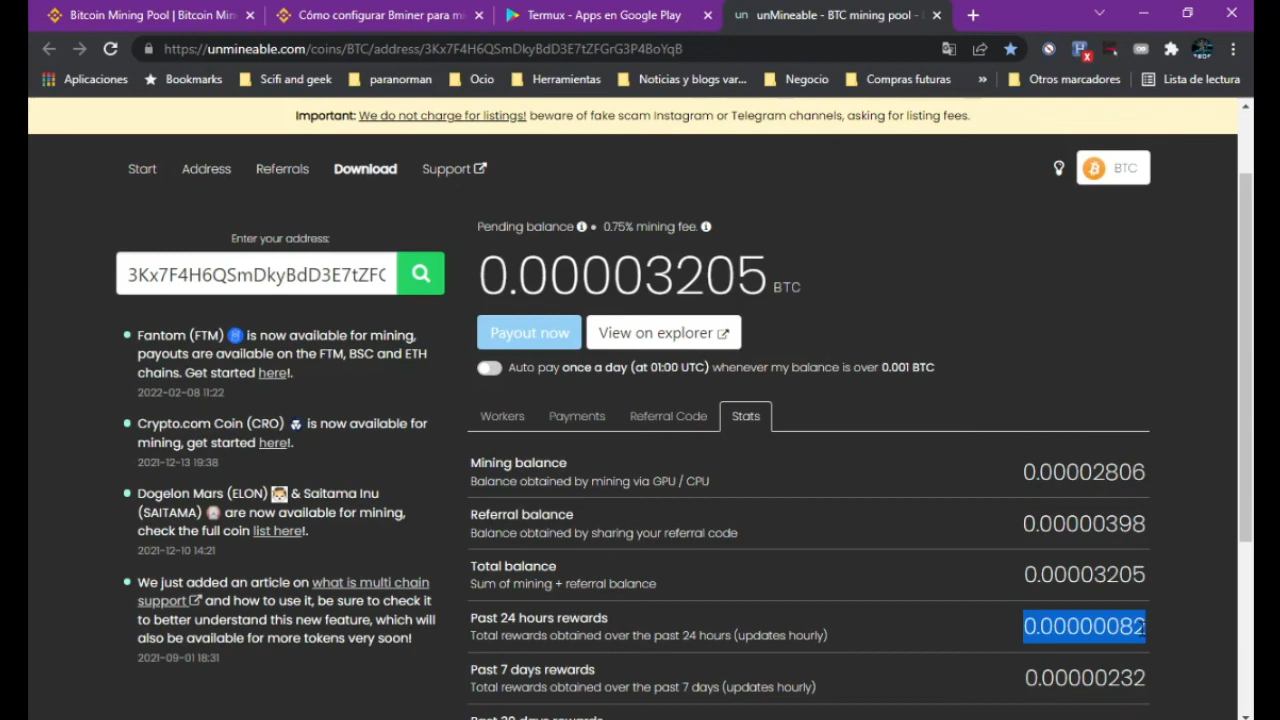 Bitcoin Mining Pool | Bitcoin Min
Cómo configurar Bminer para mi
Termux - Apps en Google Play
unMineable - BTC mining pool -
https://unmineable.com/coins/BTC/address/3Kx7F4H6QSmDkyBdD3E7tZFGrG3P4BoYqB
Aplicaciones
Bookmarks
Scifi and geek
paranorman
Ocio
Herramientas
Noticias y blogs var...
Negocio
Compras futuras
»
Otros marcadores
Lista de lectura
Important: We do not charge for listings! beware of fake scam Instagram or Telegram channels, asking for listing fees.
Start
Address
Referrals
Download
Support
BTC
Enter your address:
3Kx7F4H6QSmDkyBdD3E7tZFG
Fantom (FTM) is now available for mining,
payouts are available on the FTM, BSC and ETH
chains. Get started here!.
2022-02-08 11:22
Crypto.com Coin (CRO) is now available for
mining, get started here!.
2021-12-13 19:38
Dogelon Mars (ELON) & Saitama Inu
(SAITAMA) are now available for mining,
check the full coin list here!.
2021-12-10 14:21
We just added an article on what is multi chain
support and how to use it, be sure to check it
to better understand this new feature, which will
also be available for more tokens very soon!
2021-09-01 18:31
Pending balance • 0.75% mining fee.
0.00003205 BTC
Payout now
View on explorer
Auto pay once a day (at 01:00 UTC) whenever my balance is over 0.001 BTC
Workers
Payments
Referral Code
Stats
Mining balance
Balance obtained by mining via GPU / CPU
0.00002806
Referral balance
Balance obtained by sharing your referral code
0.00000398
Total balance
Sum of mining + referral balance
0.00003205
Past 24 hours rewards
Total rewards obtained over the past 24 hours (updates hourly)
0.00000082
Past 7 days rewards
Total rewards obtained over the past 7 days (updates hourly)
0.00000232